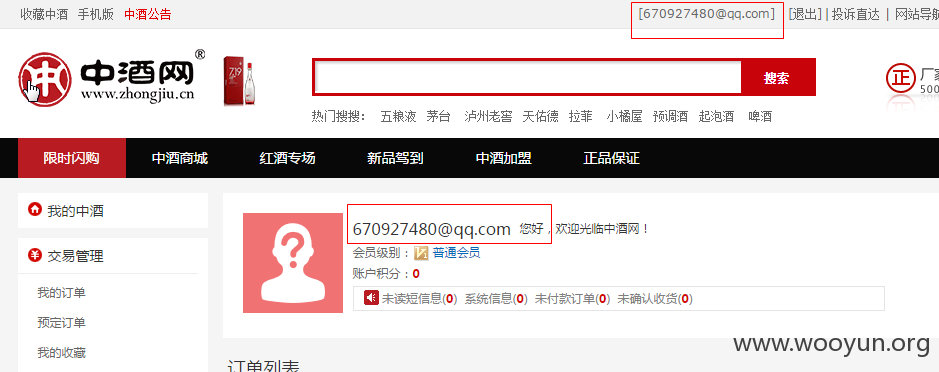 收藏中酒 手机版 中酒公告 [670927480@qq.com] [退出] | 投诉直达 | 网站导航
中酒网®
www.zhongjiu.cn
719
搜索
正 厂家
500
热门搜搜： 五粮液 茅台 泸州老窖 天佑德 拉菲 小橘屋 预调酒 起泡酒 啤酒
限时闪购 中酒商城 红酒专场 新品驾到 中酒加盟 正品保证
我的中酒
670927480@qq.com 您好，欢迎光临中酒网！
会员级别： 普通会员
账户积分：0
未读短信息(0) 系统信息(0) 未付款订单(0) 未确认收货(0)
交易管理
我的订单
预定订单
我的收藏
订单列表
www.wooyun.org